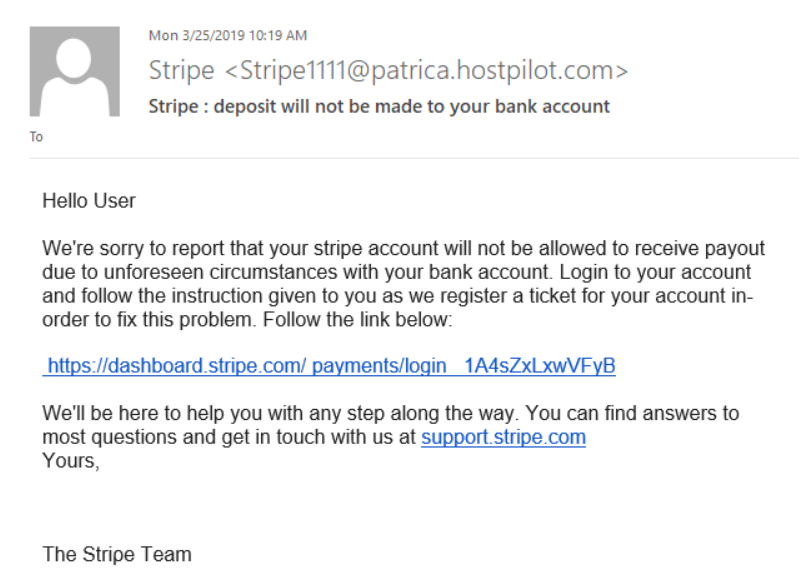 Mon 3/25/2019 10:19 AM
Stripe <Stripe1111@patrica.hostpilot.com>
Stripe : deposit will not be made to your bank account
To
Hello User
We're sorry to report that your stripe account will not be allowed to receive payout
due to unforeseen circumstances with your bank account. Login to your account
and follow the instruction given to you as we register a ticket for your account in-
order to fix this problem. Follow the link below:
https://dashboard.stripe.com/ payments/login   1A4sZxLxwVFyB
We'll be here to help you with any step along the way. You can find answers to
most questions and get in touch with us at support.stripe.com
Yours,
The Stripe Team